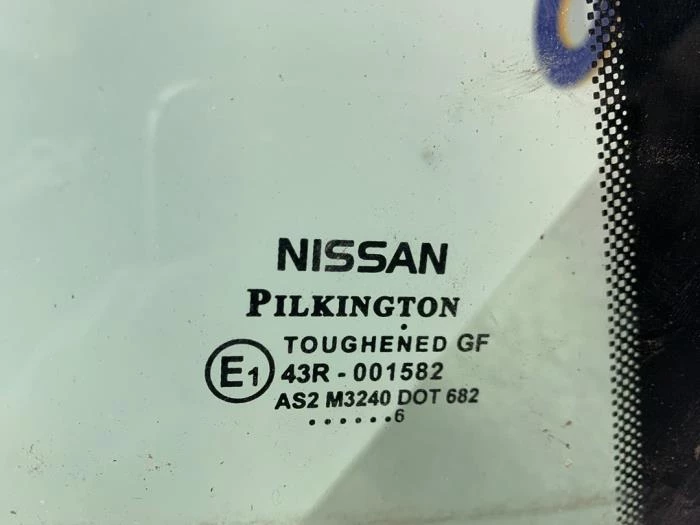 NISSAN
PILKINGTON
TOUGHENED GF
E1 43R - 001582
AS2 M3240 DOT 682
......6